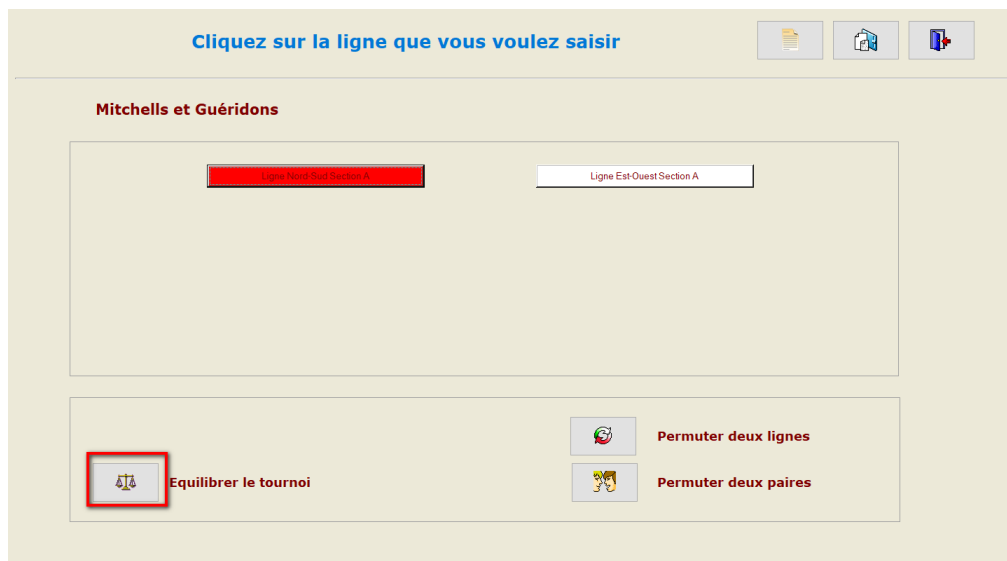 Cliquez sur la ligne que vous voulez saisir
Mitchells et Guéridons
Ligne Nord-Sud Section A
Ligne Est-Ouest Section A
Permuter deux lignes
Equilibrer le tournoi
Permuter deux paires